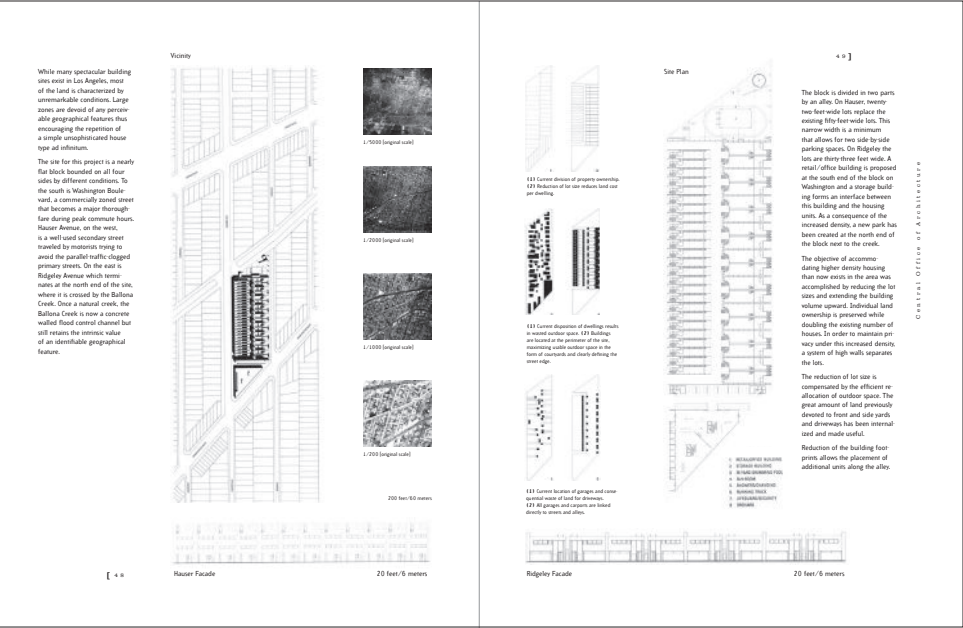 Vicinity
While many spectacular building
sites exist in Los Angeles, most
of the land is characterized by
unremarkable conditions. Large
zones are devoid of any perceiv-
able geographical features thus
encouraging the repetition of
a simple unsophisticated house
type ad infinitum.
The site for this project is a nearly
flat block bounded on all four
sides by different conditions. To
the south is Washington Boule-
vard, a commercially zoned street
that becomes a major thorough-
fare during peak commute hours.
Hauser Avenue, on the west,
is a well used secondary street
traveled by motorists trying to
avoid the parallel-traffic-clogged
primary streets. On the east is
Ridgeley Avenue which termi-
nates at the north end of the site,
where it is crossed by the Ballona
Creek. Once a natural creek, the
Ballona Creek is now a concrete
walled flood control channel but
still retains the intrinsic value
of an identifiable geographical
feature.
1/5000 [original scale]
1/2000 [original scale]
1/1000 [original scale]
1/200 [original scale]
200 feet/60 meters
[ 48
Hauser Facade
20 feet/6 meters
49 ]
Site Plan
(1) Current division of property ownership.
(2) Reduction of lot size reduces land cost
per dwelling.
(1) Current disposition of dwellings results
in wasted outdoor space. (2) Buildings
are located at the perimeter of the site,
maximizing usable outdoor space in the
form of courtyards and clearly defining the
street edge.
(1) Current location of garages and conse-
quential waste of land for driveways.
(2) All garages and carports are linked
directly to streets and alleys.
The block is divided in two parts
by an alley. On Hauser, twenty
two-feet-wide lots replace the
existing fifty-feet-wide lots. This
narrow width is a minimum
that allows for two side-by-side
parking spaces. On Ridgeley the
lots are thirty three feet wide. A
retail/office building is proposed
at the south end of the block on
Washington and a storage build-
ing forms an interface between
this building and the housing
units. As a consequence of the
increased density, a new park has
been created at the north end of
the block next to the creek.
The objective of accommo-
dating higher density housing
than now exists in the area was
accomplished by reducing the lot
sizes and extending the building
volume upward. Individual land
ownership is preserved while
doubling the existing number of
houses. In order to maintain pri-
vacy under this increased density,
a system of high walls separates
the lots.
The reduction of lot size is
compensated by the efficient re-
allocation of outdoor space. The
great amount of land previously
devoted to front and side yards
and driveways has been internal-
ized and made useful.
Reduction of the building foot-
prints allows the placement of
additional units along the alley.
Central Office of Architecture
Ridgeley Facade
20 feet/6 meters